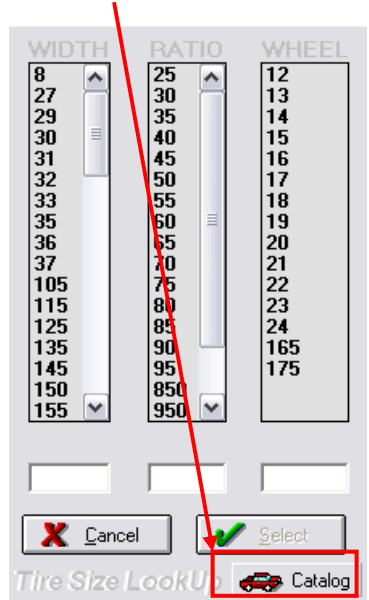 WIDTH RATIO WHEEL
8 25 12
27 30 13
29 35 14
30 40 15
31 45 16
32 50 17
33 55 18
35 60 19
36 65 20
37 70 21
105 75 22
115 80 23
125 85 24
135 90 165
145 95 175
150 850
155 950
Cancel Select
Tire Size LookUp Catalog